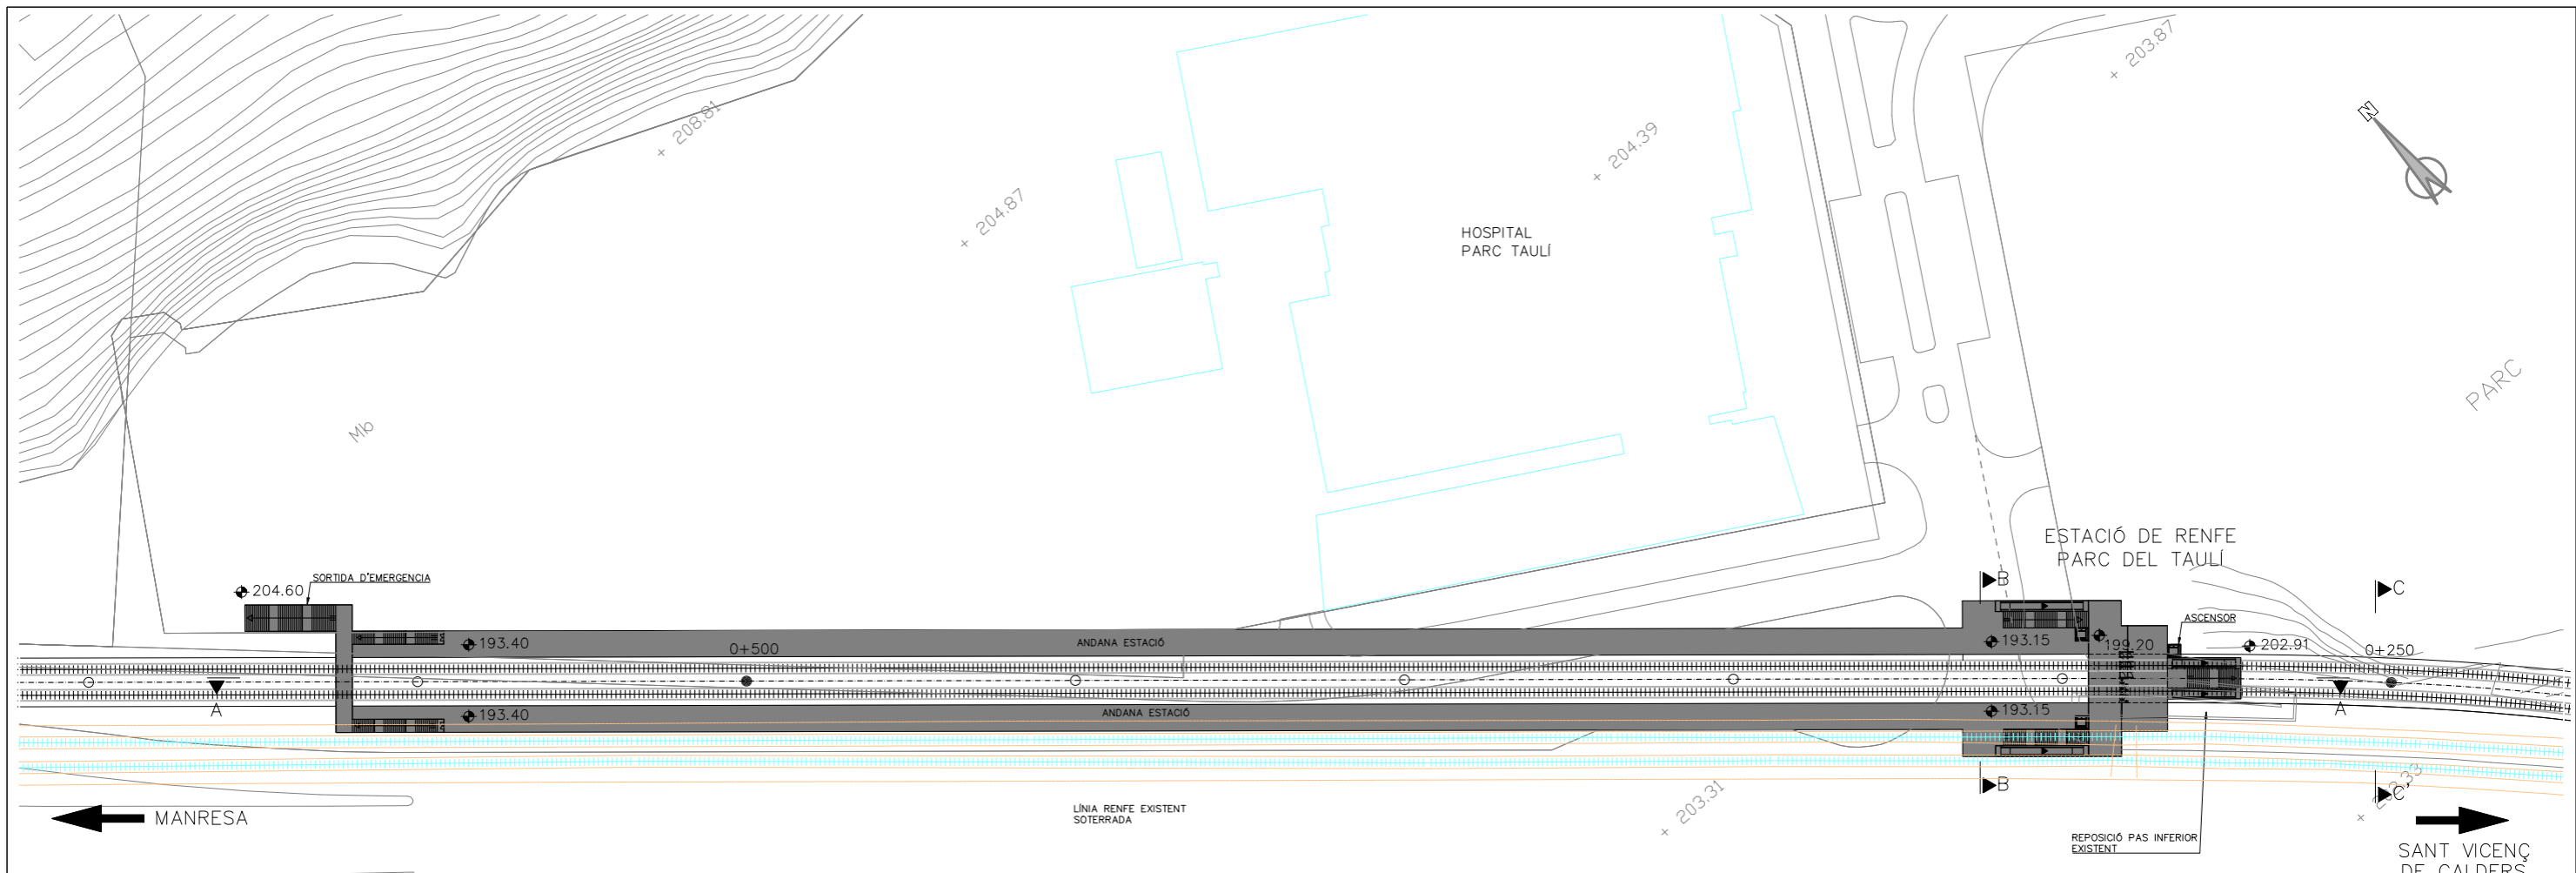 203.87
N
+ 208.81
+ 204.39
+ 204.87
HOSPITAL
PARC TAULÍ
PARC
Mb
ESTACIÓ DE RENFE
PARC DEL TAULÍ
SORTIDA D'EMERGENCIA
204.60
B
C
ASCENSOR
193.40
0+500
ANDANA ESTACIÓ
193.15
199.20
202.91
0+250
A
A
193.40
ANDANA ESTACIÓ
193.15
B
C'
+ 203.31
MANRESA
LÍNIA RENFE EXISTENT
SOTERRADA
REPOSICIÓ PAS INFERIOR
EXISTENT
SANT VICENÇ
DE CALDERS